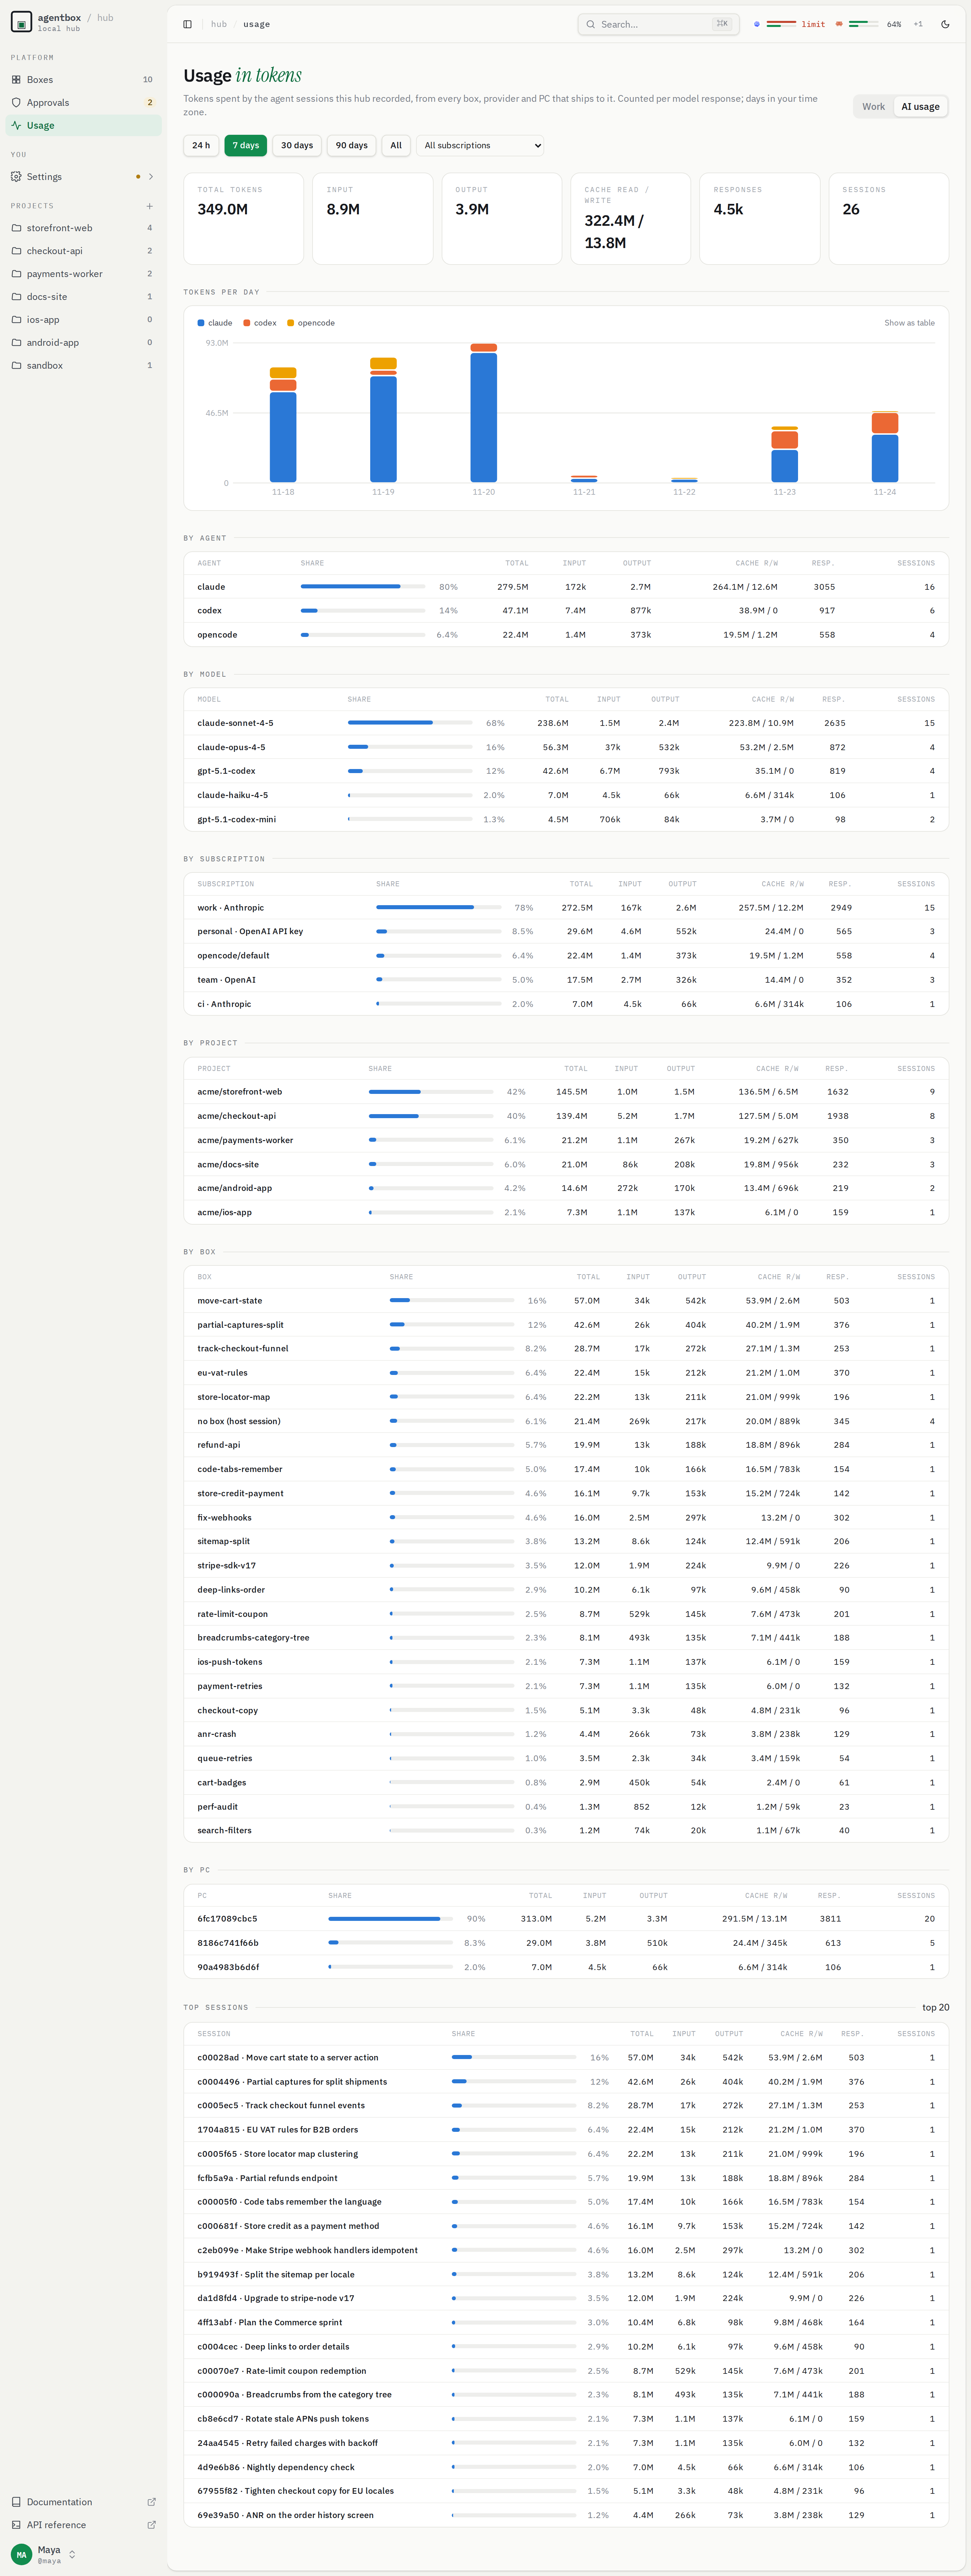 agentbox / hub
local hub
PLATFORM
Boxes 10
Approvals 2
Usage
YOU
Settings
PROJECTS
storefront-web 4
checkout-api 2
payments-worker 2
docs-site 1
ios-app 0
android-app 0
sandbox 1
Documentation
API reference
MA Maya
@maya
hub / usage
Search... ⌘K
limit
64% +1
Usage in tokens
Tokens spent by the agent sessions this hub recorded, from every box, provider and PC that ships to it. Counted per model response; days in your time
zone.
Work AI usage
24 h 7 days 30 days 90 days All All subscriptions
TOTAL TOKENS
349.0M
INPUT
8.9M
OUTPUT
3.9M
CACHE READ /
WRITE
322.4M /
13.8M
RESPONSES
4.5k
SESSIONS
26
TOKENS PER DAY
claude codex opencode Show as table
93.0M
46.5M
0
11-18 11-19 11-20 11-21 11-22 11-23 11-24
BY AGENT
AGENT SHARE TOTAL INPUT OUTPUT CACHE R/W RESP. SESSIONS
claude 80% 279.5M 172k 2.7M 264.1M / 12.6M 3055 16
codex 14% 47.1M 7.4M 877k 38.9M / 0 917 6
opencode 6.4% 22.4M 1.4M 373k 19.5M / 1.2M 558 4
BY MODEL
MODEL SHARE TOTAL INPUT OUTPUT CACHE R/W RESP. SESSIONS
claude-sonnet-4-5 68% 238.6M 1.5M 2.4M 223.8M / 10.9M 2635 15
claude-opus-4-5 16% 56.3M 37k 532k 53.2M / 2.5M 872 4
gpt-5.1-codex 12% 42.6M 6.7M 793k 35.1M / 0 819 4
claude-haiku-4-5 2.0% 7.0M 4.5k 66k 6.6M / 314k 106 1
gpt-5.1-codex-mini 1.3% 4.5M 706k 84k 3.7M / 0 98 2
BY SUBSCRIPTION
SUBSCRIPTION SHARE TOTAL INPUT OUTPUT CACHE R/W RESP. SESSIONS
work · Anthropic 78% 272.5M 167k 2.6M 257.5M / 12.2M 2949 15
personal · OpenAI API key 8.5% 29.6M 4.6M 552k 24.4M / 0 565 3
opencode/default 6.4% 22.4M 1.4M 373k 19.5M / 1.2M 558 4
team · OpenAI 5.0% 17.5M 2.7M 326k 14.4M / 0 352 3
ci · Anthropic 2.0% 7.0M 4.5k 66k 6.6M / 314k 106 1
BY PROJECT
PROJECT SHARE TOTAL INPUT OUTPUT CACHE R/W RESP. SESSIONS
acme/storefront-web 42% 145.5M 1.0M 1.5M 136.5M / 6.5M 1632 9
acme/checkout-api 40% 139.4M 5.2M 1.7M 127.5M / 5.0M 1938 8
acme/payments-worker 6.1% 21.2M 1.1M 267k 19.2M / 627k 350 3
acme/docs-site 6.0% 21.0M 86k 208k 19.8M / 956k 232 3
acme/android-app 4.2% 14.6M 272k 170k 13.4M / 696k 219 2
acme/ios-app 2.1% 7.3M 1.1M 137k 6.1M / 0 159 1
BY BOX
BOX SHARE TOTAL INPUT OUTPUT CACHE R/W RESP. SESSIONS
move-cart-state 16% 57.0M 34k 542k 53.9M / 2.6M 503 1
partial-captures-split 12% 42.6M 26k 404k 40.2M / 1.9M 376 1
track-checkout-funnel 8.2% 28.7M 17k 272k 27.1M / 1.3M 253 1
eu-vat-rules 6.4% 22.4M 15k 212k 21.2M / 1.0M 370 1
store-locator-map 6.4% 22.2M 13k 211k 21.0M / 999k 196 1
no box (host session) 6.1% 21.4M 269k 217k 20.0M / 889k 345 4
refund-api 5.7% 19.9M 13k 188k 18.8M / 896k 284 1
code-tabs-remember 5.0% 17.4M 10k 166k 16.5M / 783k 154 1
store-credit-payment 4.6% 16.1M 9.7k 153k 15.2M / 724k 142 1
fix-webhooks 4.6% 16.0M 2.5M 297k 13.2M / 0 302 1
sitemap-split 3.8% 13.2M 8.6k 124k 12.4M / 591k 206 1
stripe-sdk-v17 3.5% 12.0M 1.9M 224k 9.9M / 0 226 1
deep-links-order 2.9% 10.2M 6.1k 97k 9.6M / 458k 90 1
rate-limit-coupon 2.5% 8.7M 529k 145k 7.6M / 473k 201 1
breadcrumbs-category-tree 2.3% 8.1M 493k 135k 7.1M / 441k 188 1
ios-push-tokens 2.1% 7.3M 1.1M 137k 6.1M / 0 159 1
payment-retries 2.1% 7.3M 1.1M 135k 6.0M / 0 132 1
checkout-copy 1.5% 5.1M 3.3k 48k 4.8M / 231k 96 1
anr-crash 1.2% 4.4M 266k 73k 3.8M / 238k 129 1
queue-retries 1.0% 3.5M 2.3k 34k 3.4M / 159k 54 1
cart-badges 0.8% 2.9M 450k 54k 2.4M / 0 61 1
perf-audit 0.4% 1.3M 852 12k 1.2M / 59k 23 1
search-filters 0.3% 1.2M 74k 20k 1.1M / 67k 40 1
BY PC
PC SHARE TOTAL INPUT OUTPUT CACHE R/W RESP. SESSIONS
6fc17089cbc5 90% 313.0M 5.2M 3.3M 291.5M / 13.1M 3811 20
8186c741f66b 8.3% 29.0M 3.8M 510k 24.4M / 345k 613 5
90a4983b6d6f 2.0% 7.0M 4.5k 66k 6.6M / 314k 106 1
TOP SESSIONS top 20
SESSION SHARE TOTAL INPUT OUTPUT CACHE R/W RESP. SESSIONS
c00028ad · Move cart state to a server action 16% 57.0M 34k 542k 53.9M / 2.6M 503 1
c0004496 · Partial captures for split shipments 12% 42.6M 26k 404k 40.2M / 1.9M 376 1
c0005ec5 · Track checkout funnel events 8.2% 28.7M 17k 272k 27.1M / 1.3M 253 1
1704a815 · EU VAT rules for B2B orders 6.4% 22.4M 15k 212k 21.2M / 1.0M 370 1
c0005f65 · Store locator map clustering 6.4% 22.2M 13k 211k 21.0M / 999k 196 1
fcfb5a9a · Partial refunds endpoint 5.7% 19.9M 13k 188k 18.8M / 896k 284 1
c00005f0 · Code tabs remember the language 5.0% 17.4M 10k 166k 16.5M / 783k 154 1
c000681f · Store credit as a payment method 4.6% 16.1M 9.7k 153k 15.2M / 724k 142 1
c2eb099e · Make Stripe webhook handlers idempotent 4.6% 16.0M 2.5M 297k 13.2M / 0 302 1
b919493f · Split the sitemap per locale 3.8% 13.2M 8.6k 124k 12.4M / 591k 206 1
da1d8fd4 · Upgrade to stripe-node v17 3.5% 12.0M 1.9M 224k 9.9M / 0 226 1
4ff13abf · Plan the Commerce sprint 3.0% 10.4M 6.8k 98k 9.8M / 468k 164 1
c0004cec · Deep links to order details 2.9% 10.2M 6.1k 97k 9.6M / 458k 90 1
c00070e7 · Rate-limit coupon redemption 2.5% 8.7M 529k 145k 7.6M / 473k 201 1
c000090a · Breadcrumbs from the category tree 2.3% 8.1M 493k 135k 7.1M / 441k 188 1
cb8e6cd7 · Rotate stale APNs push tokens 2.1% 7.3M 1.1M 137k 6.1M / 0 159 1
24aa4545 · Retry failed charges with backoff 2.1% 7.3M 1.1M 135k 6.0M / 0 132 1
4d9e6b86 · Nightly dependency check 2.0% 7.0M 4.5k 66k 6.6M / 314k 106 1
67955f82 · Tighten checkout copy for EU locales 1.5% 5.1M 3.3k 48k 4.8M / 231k 96 1
69e39a50 · ANR on the order history screen 1.2% 4.4M 266k 73k 3.8M / 238k 129 1